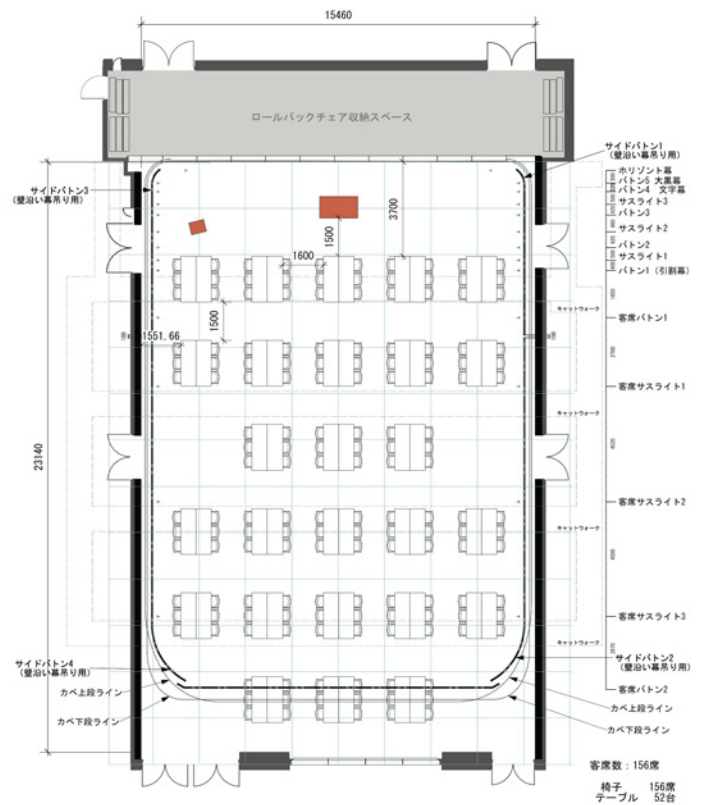 15460
ロールバックチェア収納スペース
サイドバトン1
(壁沿い幕吊り用)
サイドバトン3
(壁沿い幕吊り用)
ホリゾント幕
バトン5 大黒幕
バトン4 文字幕
サスライト3
バトン3
サスライト2
バトン2
サスライト1
バトン1 (引割幕)
3700
1500
1600
1500
1551.66
100
100
キャットウォーク
客席バトン1
客席サスライト1
キャットウォーク
23140
客席サスライト2
キャットウォーク
客席サスライト3
キャットウォーク
サイドバトン4
(壁沿い幕吊り用)
サイドバトン2
(壁沿い幕吊り用)
カベ上段ライン
客席バトン2
カベ上段ライン
カベ下段ライン
カベ下段ライン
客席数：156席
椅子 156席
テーブル 52台